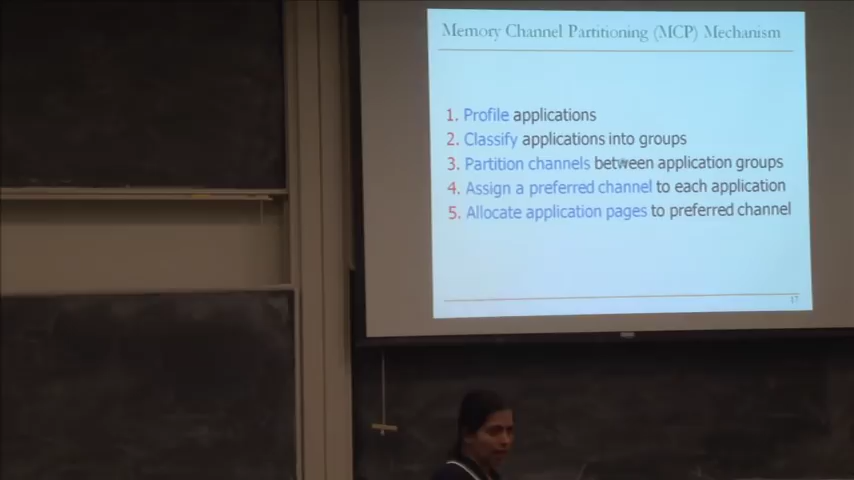 Memory Channel Partitioning (MCP) Mechanism
1. Profile applications
2. Classify applications into groups
3. Partition channels between application groups
4. Assign a preferred channel to each application
5. Allocate application pages to preferred channel
17